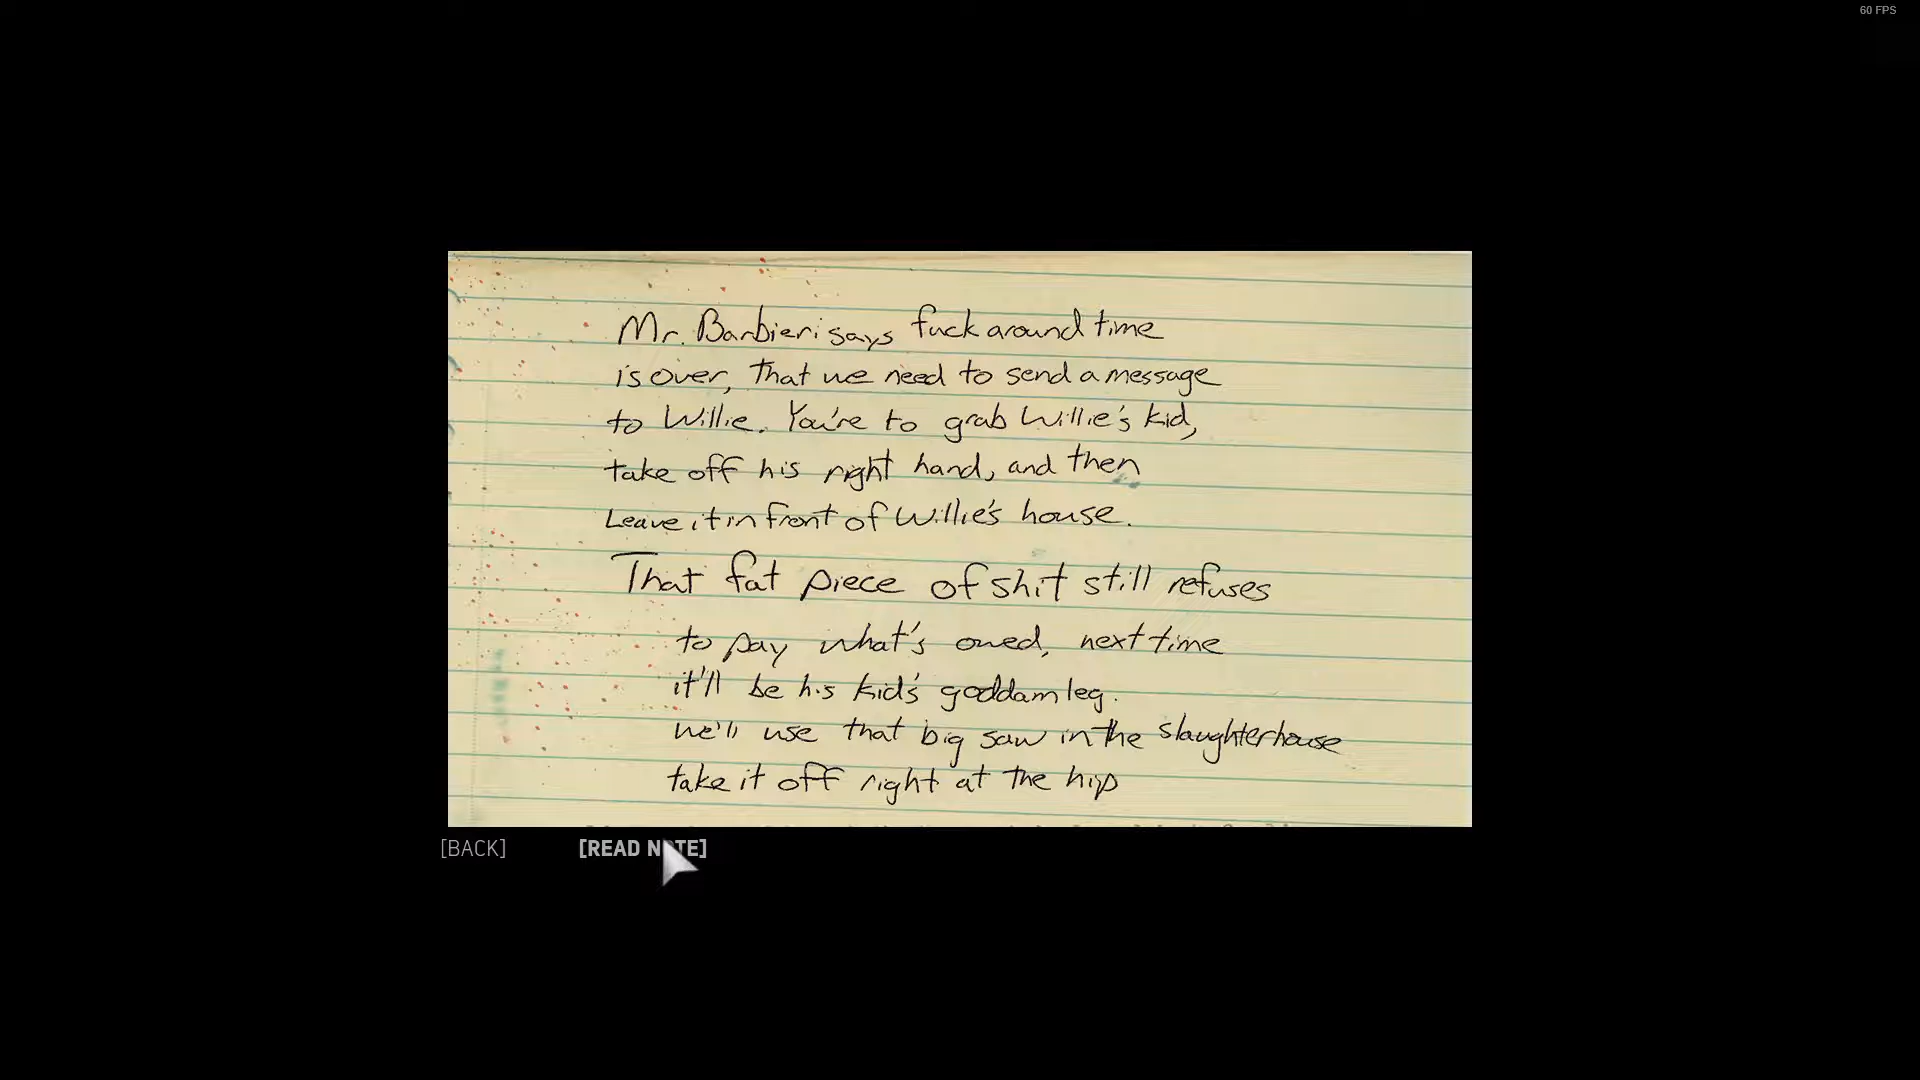 60 FPS
Mr. Barbieri says fuck around time
is over, That we need to send a message
to Willie. You're to grab Willie's kid,
take off his right hand, and then
Leave it in front of Willie's house.
That fat piece of shit still refuses
to pay what's owed, next time
it'll be his kid's goddam leg.
we'll use that big saw in the slaughterhouse
take it off right at the hip
[BACK] [READ NOTE]